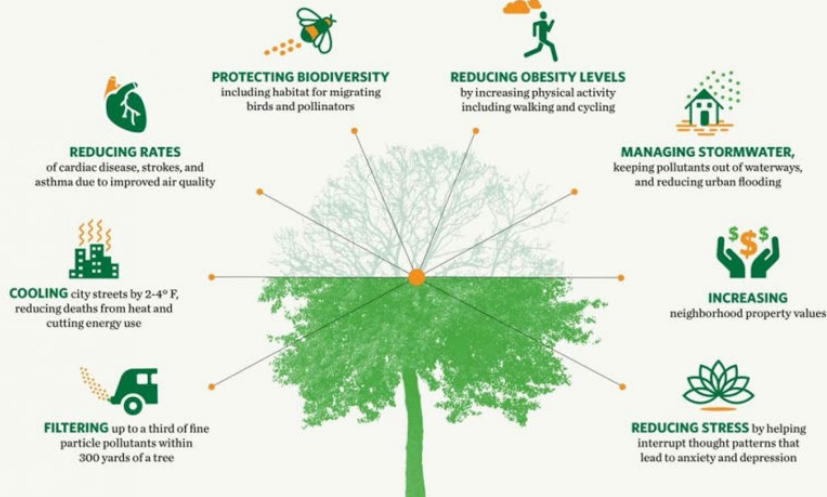 PROTECTING BIODIVERSITY
including habitat for migrating
birds and pollinators
REDUCING OBESITY LEVELS
by increasing physical activity
including walking and cycling
REDUCING RATES
of cardiac disease, strokes, and
asthma due to improved air quality
MANAGING STORMWATER,
keeping pollutants out of waterways,
and reducing urban flooding
COOLING city streets by 2-4° F,
reducing deaths from heat and
cutting energy use
$ $ $
INCREASING
neighborhood property values
FILTERING up to a third of fine
particle pollutants within
300 yards of a tree
REDUCING STRESS by helping
interrupt thought patterns that
lead to anxiety and depression